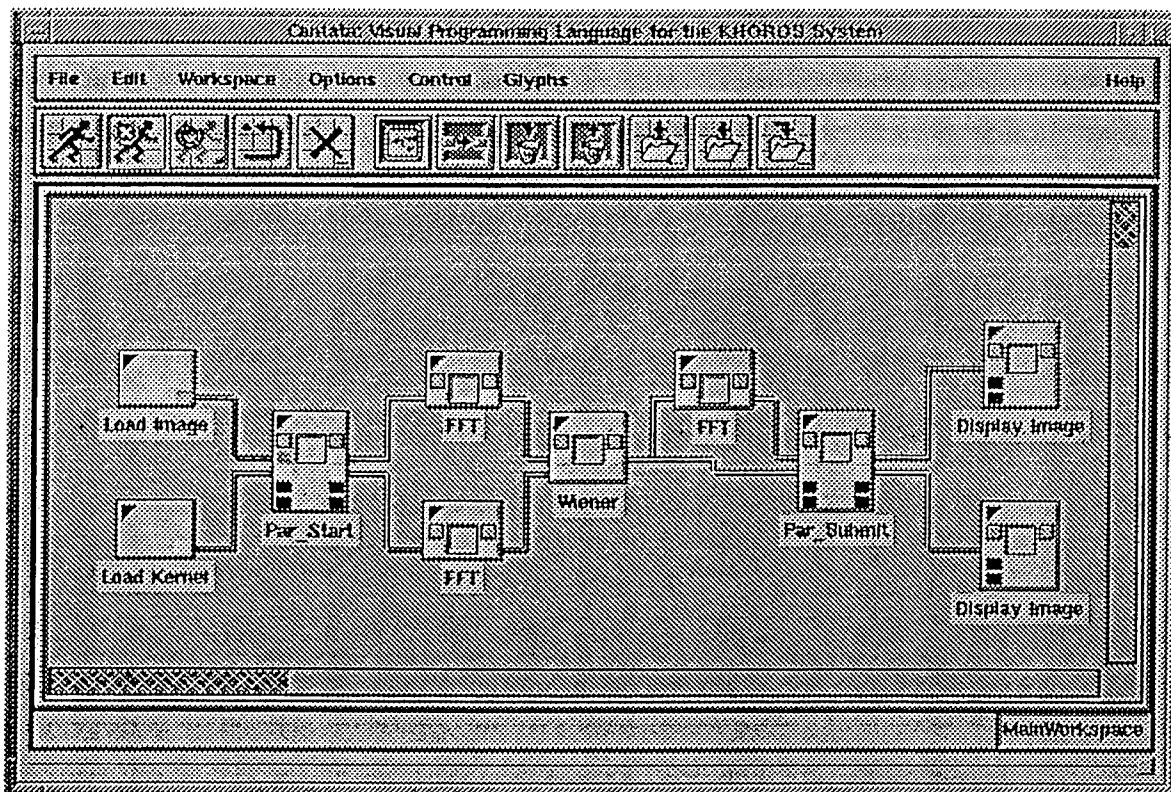 Cantata: Visual Programming Language for the KHOROS System
File Edit Workspace Options Control Glyphs Help
Load Image
FFT
FFT
Display Image
Wiener
Par_Start
Par_Submit
Load Kernel
FFT
Display Image
MainWorkspace